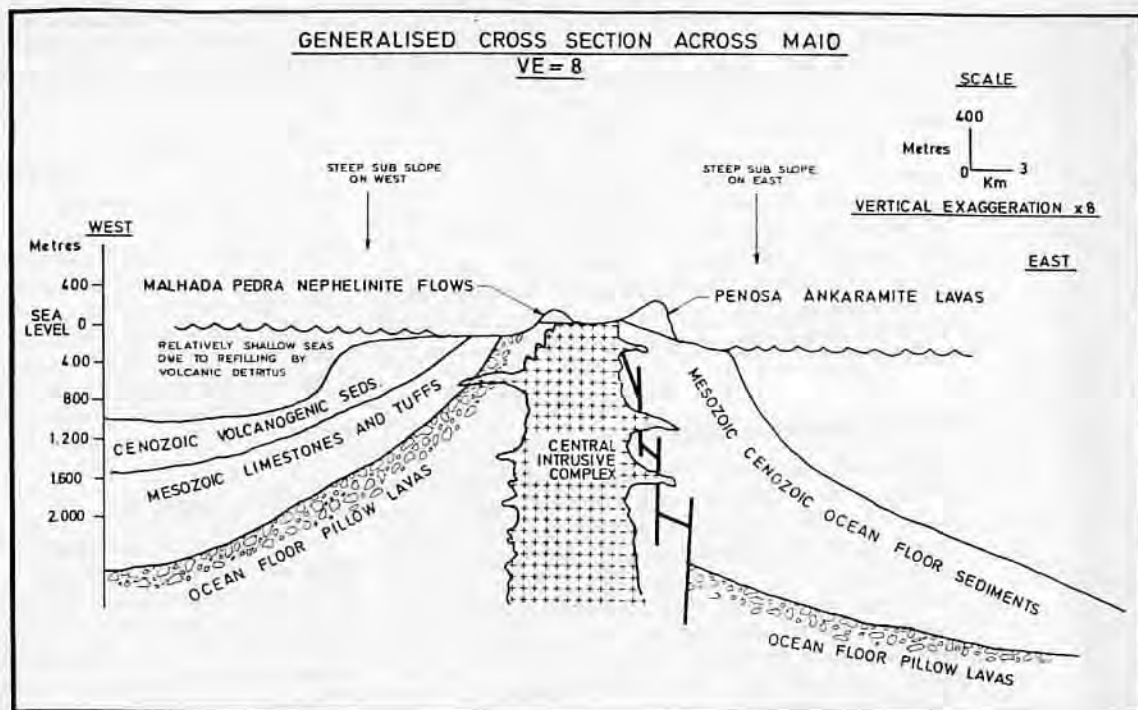 GENERALISED CROSS SECTION ACROSS MAIO
VE = 8
SCALE
400
Metres
0
3
Km
VERTICAL EXAGGERATION x 8
STEEP SUB SLOPE
ON WEST
STEEP SUB SLOPE
ON EAST
WEST
Metres
EAST
400
SEA
LEVEL
0
400
800
1.200
1600
2.000
MALHADA PEDRA NEPHELINITE FLOWS
PENOSA ANKARAMITE LAVAS
RELATIVELY SHALLOW SEAS
DUE TO REFILLING BY
VOLCANIC DETRITUS
CENOZOIC VOLCANOGENIC SEDS.
MESOZOIC LIMESTONES AND TUFFS
OCEAN FLOOR PILLOW LAVAS
CENTRAL
INTRUSIVE
COMPLEX
MESOZOIC CENOZOIC OCEAN FLOOR SEDIMENTS
OCEAN FLOOR PILLOW LAVAS